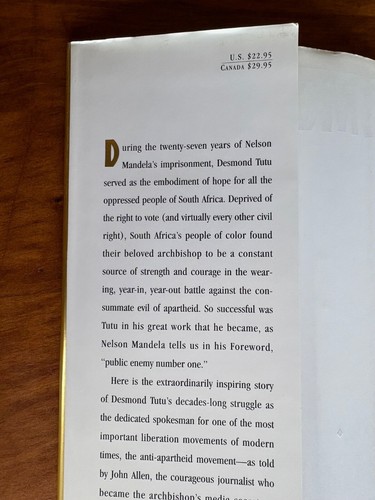 U.S. $22.95
CANADA $29.95
During the twenty-seven years of Nelson
Mandela's imprisonment, Desmond Tutu
served as the embodiment of hope for all the
oppressed people of South Africa. Deprived of
the right to vote (and virtually every other civil
right), South Africa's people of color found
their beloved archbishop to be a constant
source of strength and courage in the wear-
ing, year-in, year-out battle against the con-
summate evil of apartheid. So successful was
Tutu in his great work that he became, as
Nelson Mandela tells us in his Foreword,
"public enemy number one."
Here is the extraordinarily inspiring story
of Desmond Tutu's decades-long struggle as
the dedicated spokesman for one of the most
important liberation movements of modern
times, the anti-apartheid movement—as told
by John Allen, the courageous journalist who
became the archbishop's media